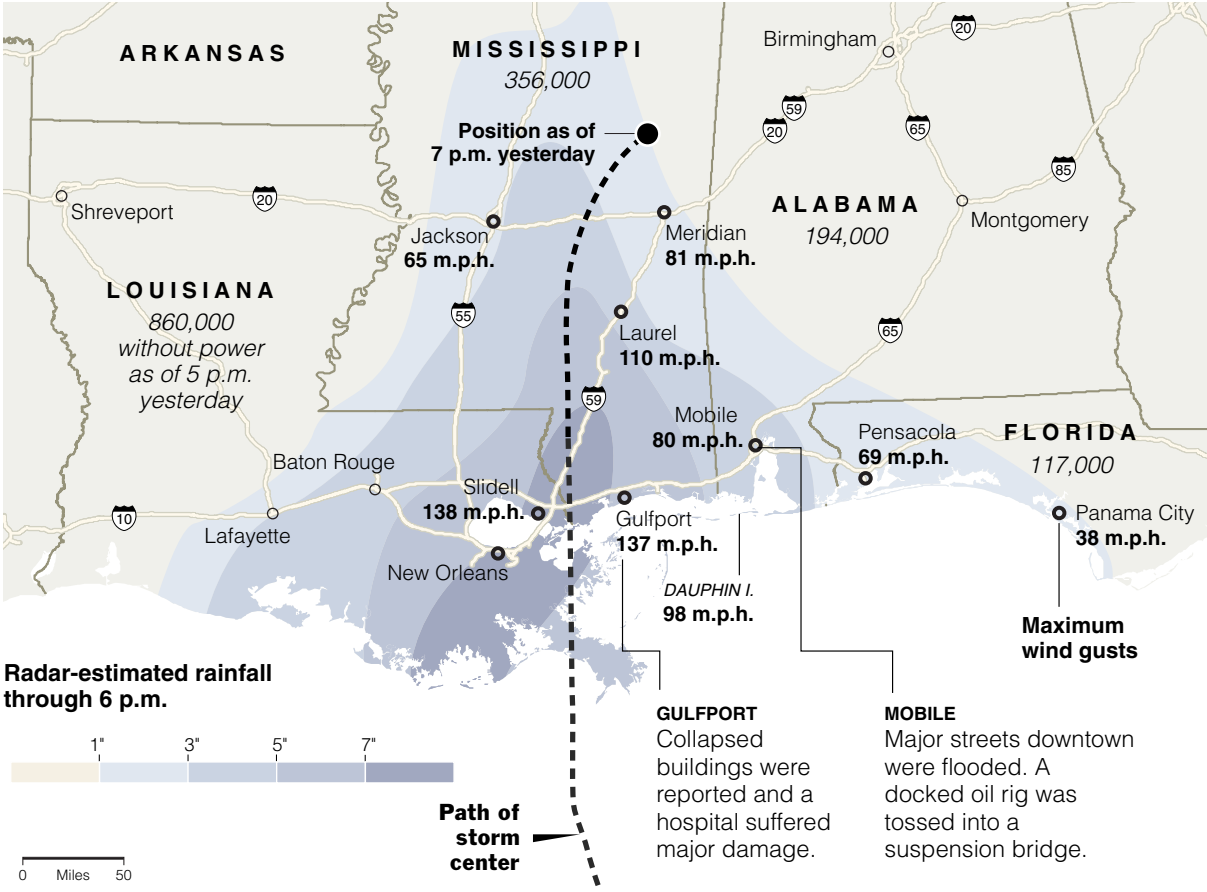 ARKANSAS
MISSISSIPPI
356,000
Birmingham
20
59
20
65
85
Position as of
7 p.m. yesterday
20
Shreveport
Jackson
65 m.p.h.
Meridian
81 m.p.h.
ALABAMA
194,000
Montgomery
LOUISIANA
860,000
without power
as of 5 p.m.
yesterday
55
Laurel
110 m.p.h.
65
59
Mobile
80 m.p.h.
Pensacola
69 m.p.h.
FLORIDA
117,000
Baton Rouge
Slidell
138 m.p.h.
10
Lafayette
Gulfport
137 m.p.h.
Panama City
38 m.p.h.
New Orleans
DAUPHIN I.
98 m.p.h.
Maximum
wind gusts
Radar-estimated rainfall
through 6 p.m.
1"
3"
5"
7"
GULFPORT
Collapsed
buildings were
reported and a
hospital suffered
major damage.
MOBILE
Major streets downtown
were flooded. A
docked oil rig was
tossed into a
suspension bridge.
Path of
storm
center
0 Miles 50